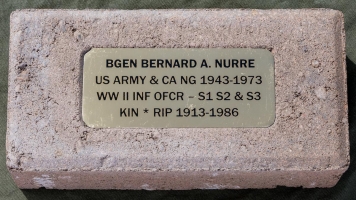 BGEN BERNARD A. NURRE
US ARMY & CA NG 1943-1973
WW II INF OFCR – S1 S2 & S3
KIN * RIP 1913-1986